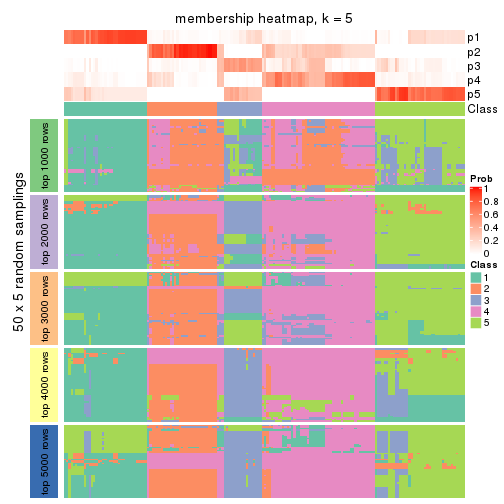 membership heatmap, k = 5
p1
p2
p3
p4
p5
Class
50 x 5 random samplings
top 1000 rows
top 2000 rows
top 3000 rows
top 4000 rows
top 5000 rows
Prob
1
0.8
0.6
0.4
0.2
0
Class
1
2
3
4
5